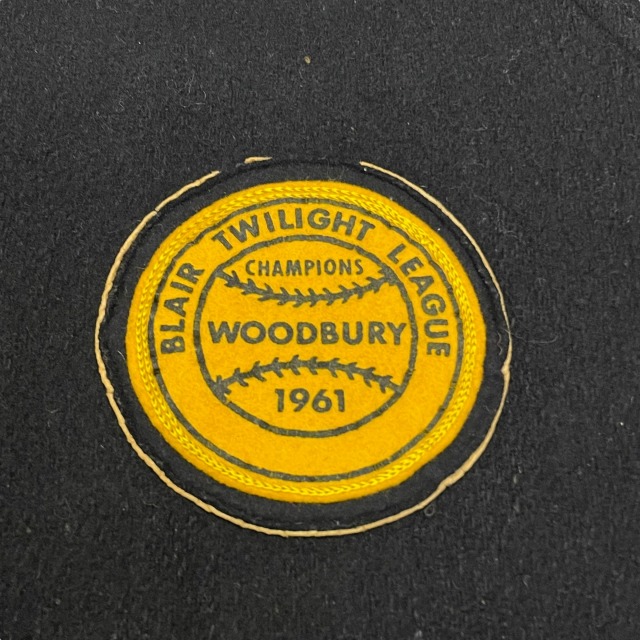 BLAIR TWILIGHT LEAGUE
CHAMPIONS
WOODBURY
1961